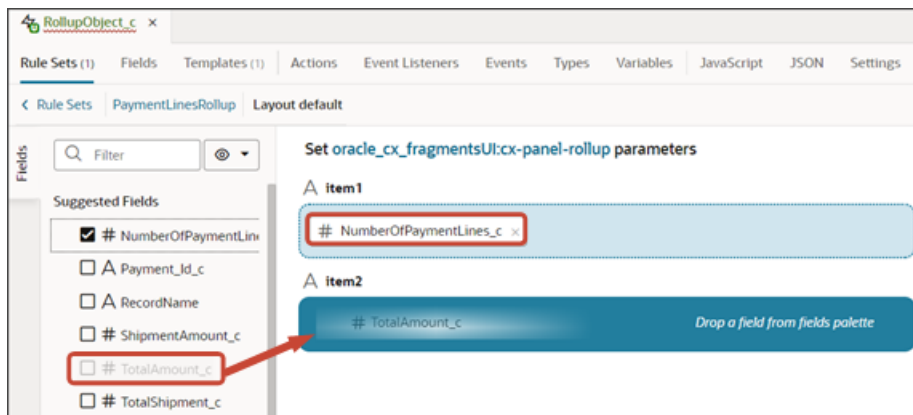 RollupObject_c ×
Rule Sets (1) Fields Templates (1) Actions Event Listeners Events Types Variables JavaScript JSON Settings
Rule Sets PaymentLinesRollup Layout default
Fields
Filter
Set oracle_cx_fragmentsUI:cx-panel-rollup parameters
A item1
Suggested Fields
# NumberOfPaymentLines_c ×
# NumberOfPaymentLin
A Payment_Id_c
A item2
A RecordName
# TotalAmount_c Drop a field from fields palette
# ShipmentAmount_c
# TotalAmount_c
# TotalShipment_c